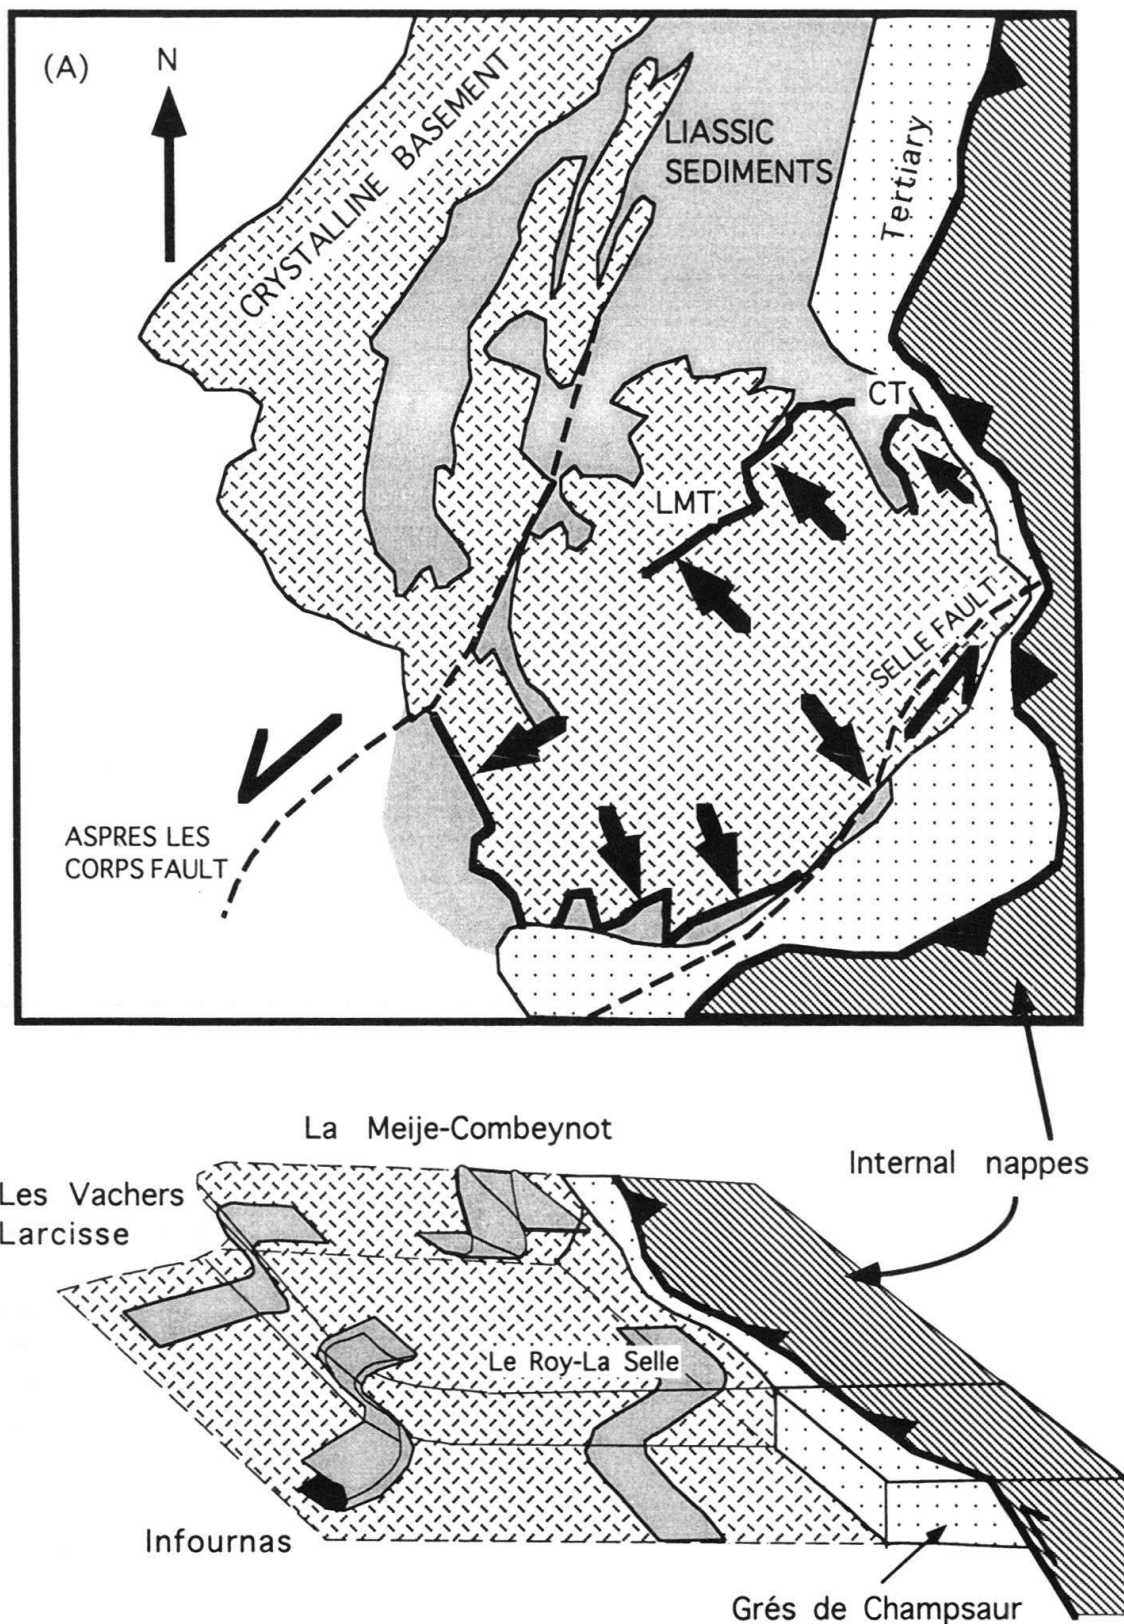 (A)
N
CRYSTALLINE BASEMENT
LIASSIC
SEDIMENTS
Tertiary
CT
LMT
SELLE FAULT
ASPRES LES
CORPS FAULT
La Meije-Combeynot
Internal nappes
Les Vachers
Larcisse
Le Roy-La Selle
Infournas
Grés de Champsaur